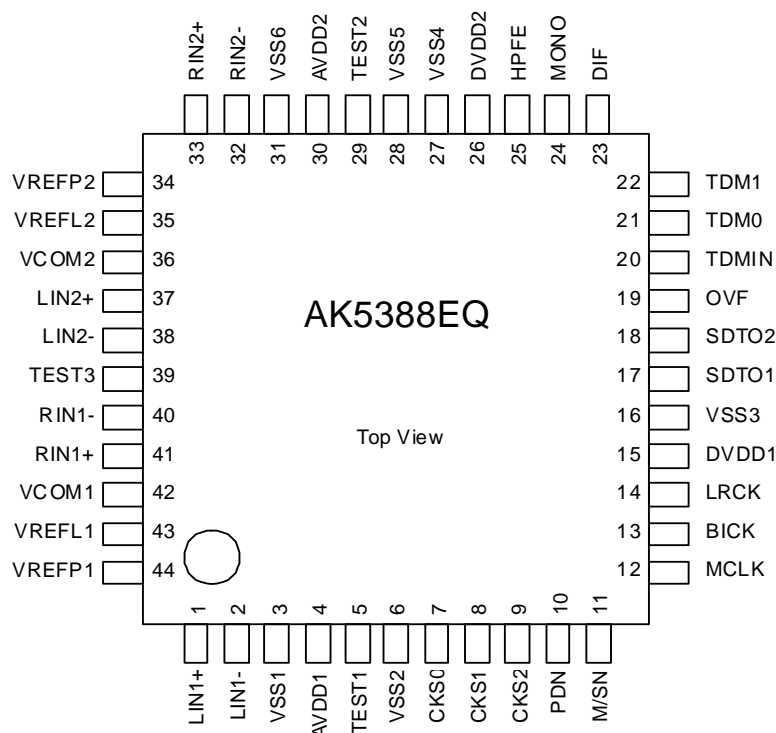 RIN2+ RIN2- VSS6 AVDD2 TEST2 VSS5 VSS4 DVDD2 HPFE MONO DIF
33 32 31 30 29 28 27 26 25 24 23
VREFP2 34 22 TDM1
VREFL2 35 21 TDM0
VCOM2 36 20 TDMIN
LIN2+ 37 19 OVF
AK5388EQ
LIN2- 38 18 SDTO2
TEST3 39 17 SDTO1
RIN1- 40 16 VSS3
Top View
RIN1+ 41 15 DVDD1
VCOM1 42 14 LRCK
VREFL1 43 13 BICK
VREFP1 44 12 MCLK
1 2 3 4 5 6 7 8 9 10 11
LIN1+ LIN1- VSS1 AVDD1 TEST1 VSS2 CKS0 CKS1 CKS2 PDN M/SN